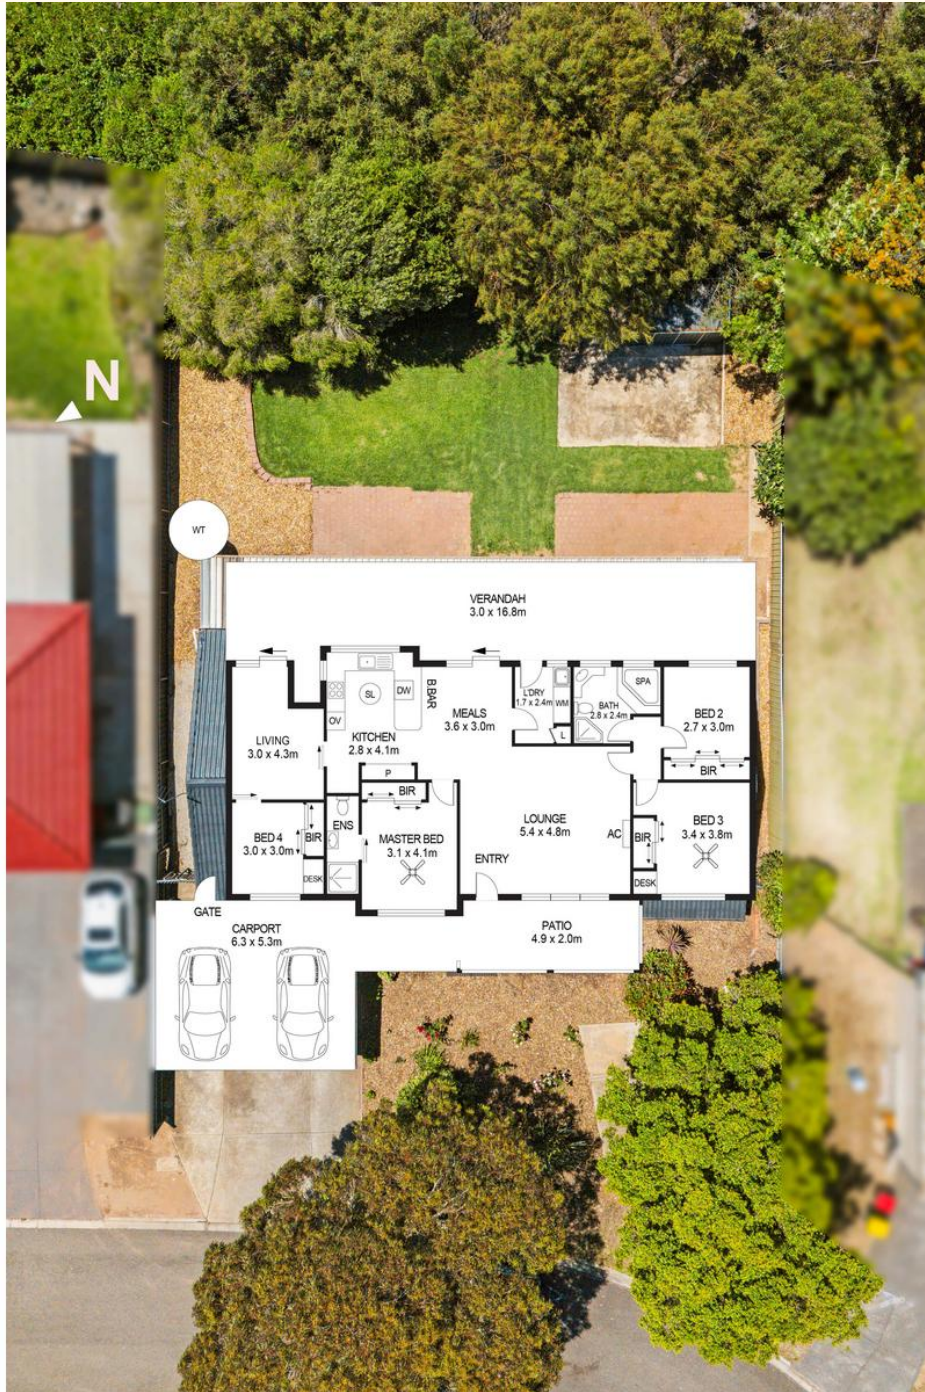 N
WT
VERANDAH
3.0 x 16.8m
SL
DW
OV
B.BAR
KITCHEN
2.8 x 4.1m
P
MEALS
3.6 x 3.0m
L'DRY
1.7 x 2.4m
WM
L
BATH
2.8 x 2.4m
SPA
BED 2
2.7 x 3.0m
BIR
LIVING
3.0 x 4.3m
BIR
ENS
MASTER BED
3.1 x 4.1m
LOUNGE
5.4 x 4.8m
AC
BED 3
3.4 x 3.8m
BIR
DESK
BED 4
3.0 x 3.0m
BIR
DESK
ENTRY
GATE
CARPORT
6.3 x 5.3m
PATIO
4.9 x 2.0m